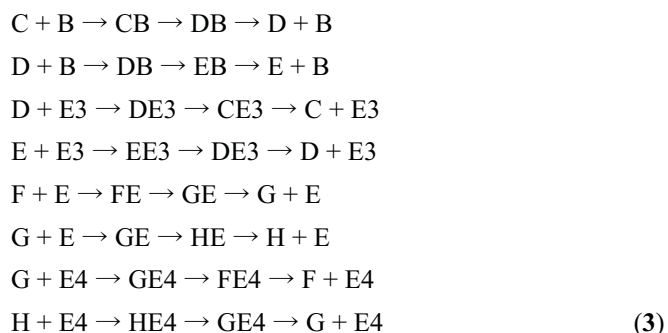 C + B → CB → DB → D + B
D + B → DB → EB → E + B
D + E3 → DE3 → CE3 → C + E3
E + E3 → EE3 → DE3 → D + E3
F + E → FE → GE → G + E
G + E → GE → HE → H + E
G + E4 → GE4 → FE4 → F + E4
H + E4 → HE4 → GE4 → G + E4 (3)